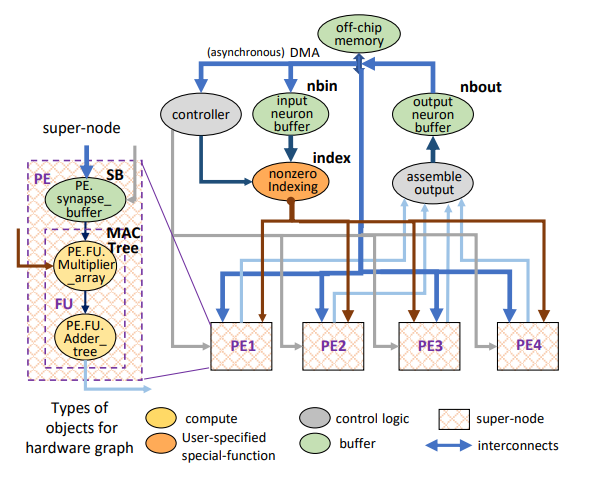 off-chip
memory
(asynchronous) DMA
nbin
nbout
controller
input
neuron
buffer
output
neuron
buffer
super-node
index
nonzero
Indexing
assemble
output
PE
SB
PE.
synapse_
buffer
MAC
Tree
PE.FU.
Multiplier
_array
FU
PE.FU.
Adder_
tree
PE1
PE2
PE3
PE4
Types of
objects for
hardware graph
compute
User-specified
special-function
control logic
buffer
super-node
interconnects